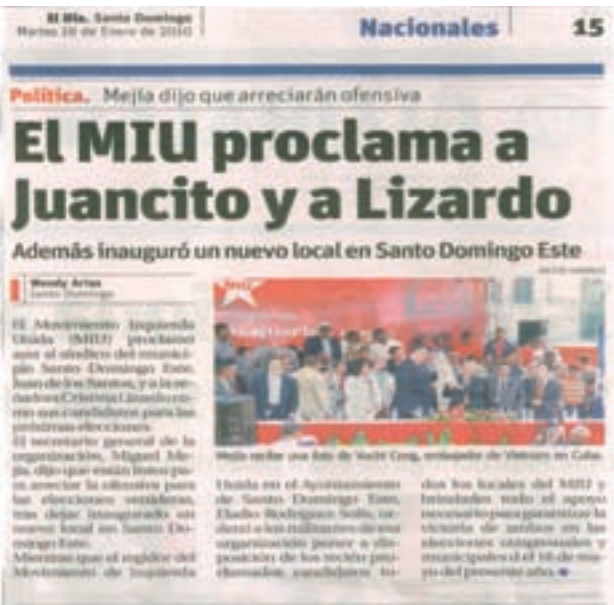 El Día. Santo Domingo
Martes de Enero de 2010
Nacionales
15
Política. Mejía dijo que arreciarán ofensiva
El MIU proclama a
Juancito y a Lizardo
Además inauguró un nuevo local en Santo Domingo Este
Wendy Arias
Santo Domingo
El Movimiento Izquierda
Unida (MIU) proclamó
ayer al síndico del munici-
pio Santo Domingo Este,
Juan de los Santos, y a la se-
nadora Cristina Lizardo co-
mo sus candidatos para las
próximas elecciones.
El secretario general de la
organización, Miguel Me-
jía, dijo que están listos pa-
ra arreciar la ofensiva para
las elecciones venideras,
tras dejar inaugurado un
nuevo local en Santo Do-
mingo Este.
Mientras que el regidor del
Movimiento de Izquierda
Mejía recibe una foto de embajador de Vietnam en Cuba.
Unida en el Ayuntamiento
de Santo Domingo Este,
Eladio Rodríguez Solís, or-
denó a los militantes de esa
organización poner a dis-
posición de los recién pro-
clamados candidatos to-
dos los locales del MIU y
brindarles todo el apoyo
necesario para garantizar la
victoria de ambos en las
elecciones congresuales y
municipales del 16 de ma-
yo del presente año.